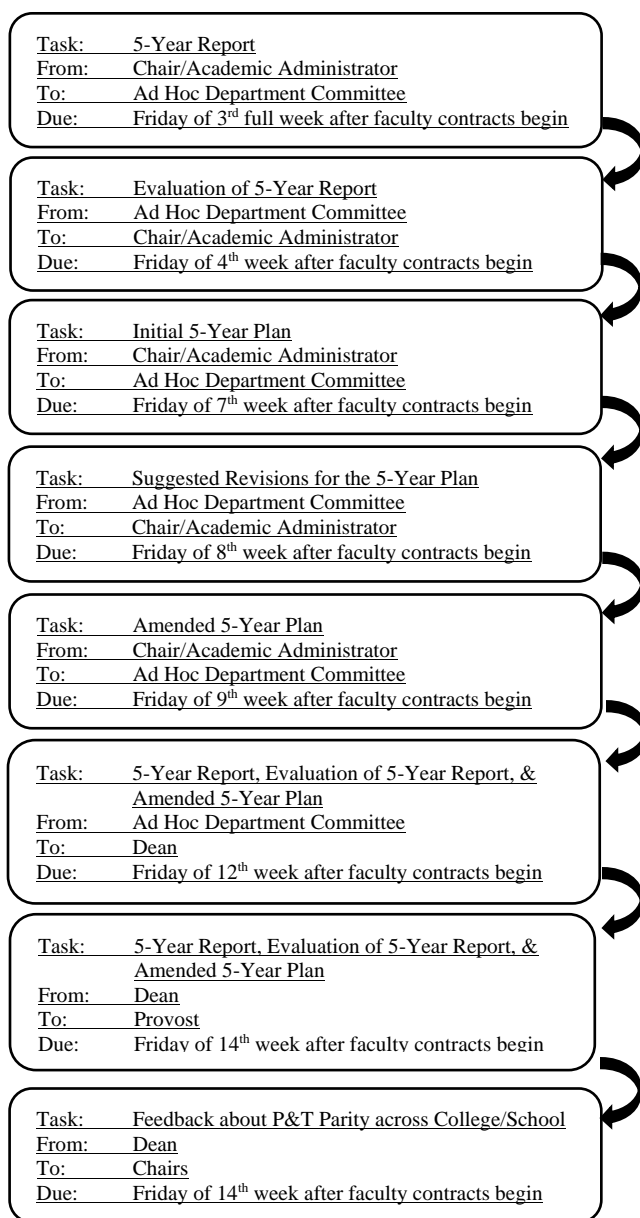 Task: 5-Year Report
From: Chair/Academic Administrator
To: Ad Hoc Department Committee
Due: Friday of 3rd full week after faculty contracts begin
Task: Evaluation of 5-Year Report
From: Ad Hoc Department Committee
To: Chair/Academic Administrator
Due: Friday of 4th week after faculty contracts begin
Task: Initial 5-Year Plan
From: Chair/Academic Administrator
To: Ad Hoc Department Committee
Due: Friday of 7th week after faculty contracts begin
Task: Suggested Revisions for the 5-Year Plan
From: Ad Hoc Department Committee
To: Chair/Academic Administrator
Due: Friday of 8th week after faculty contracts begin
Task: Amended 5-Year Plan
From: Chair/Academic Administrator
To: Ad Hoc Department Committee
Due: Friday of 9th week after faculty contracts begin
Task: 5-Year Report, Evaluation of 5-Year Report, &
Amended 5-Year Plan
From: Ad Hoc Department Committee
To: Dean
Due: Friday of 12th week after faculty contracts begin
Task: 5-Year Report, Evaluation of 5-Year Report, &
Amended 5-Year Plan
From: Dean
To: Provost
Due: Friday of 14th week after faculty contracts begin
Task: Feedback about P&T Parity across College/School
From: Dean
To: Chairs
Due: Friday of 14th week after faculty contracts begin